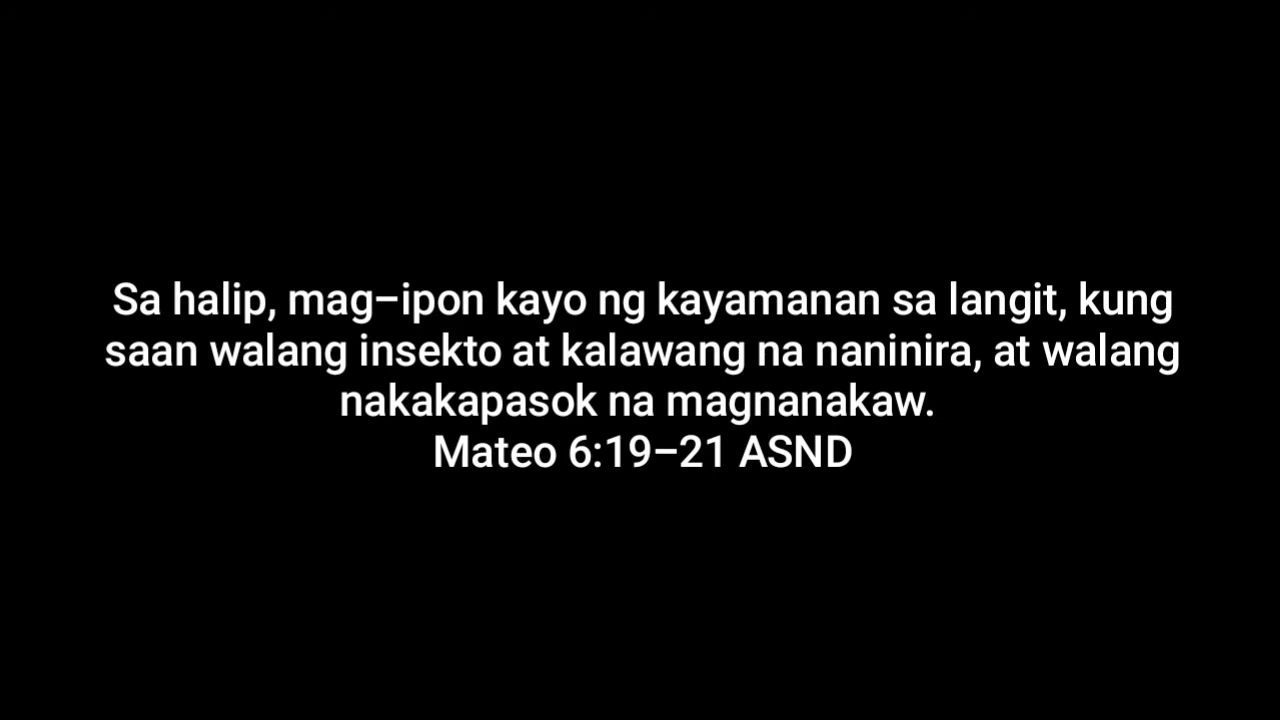 Sa halip, mag–ipon kayo ng kayamanan sa langit, kung
saan walang insekto at kalawang na naninira, at walang
nakakapasok na magnanakaw.
Mateo 6:19–21 ASND